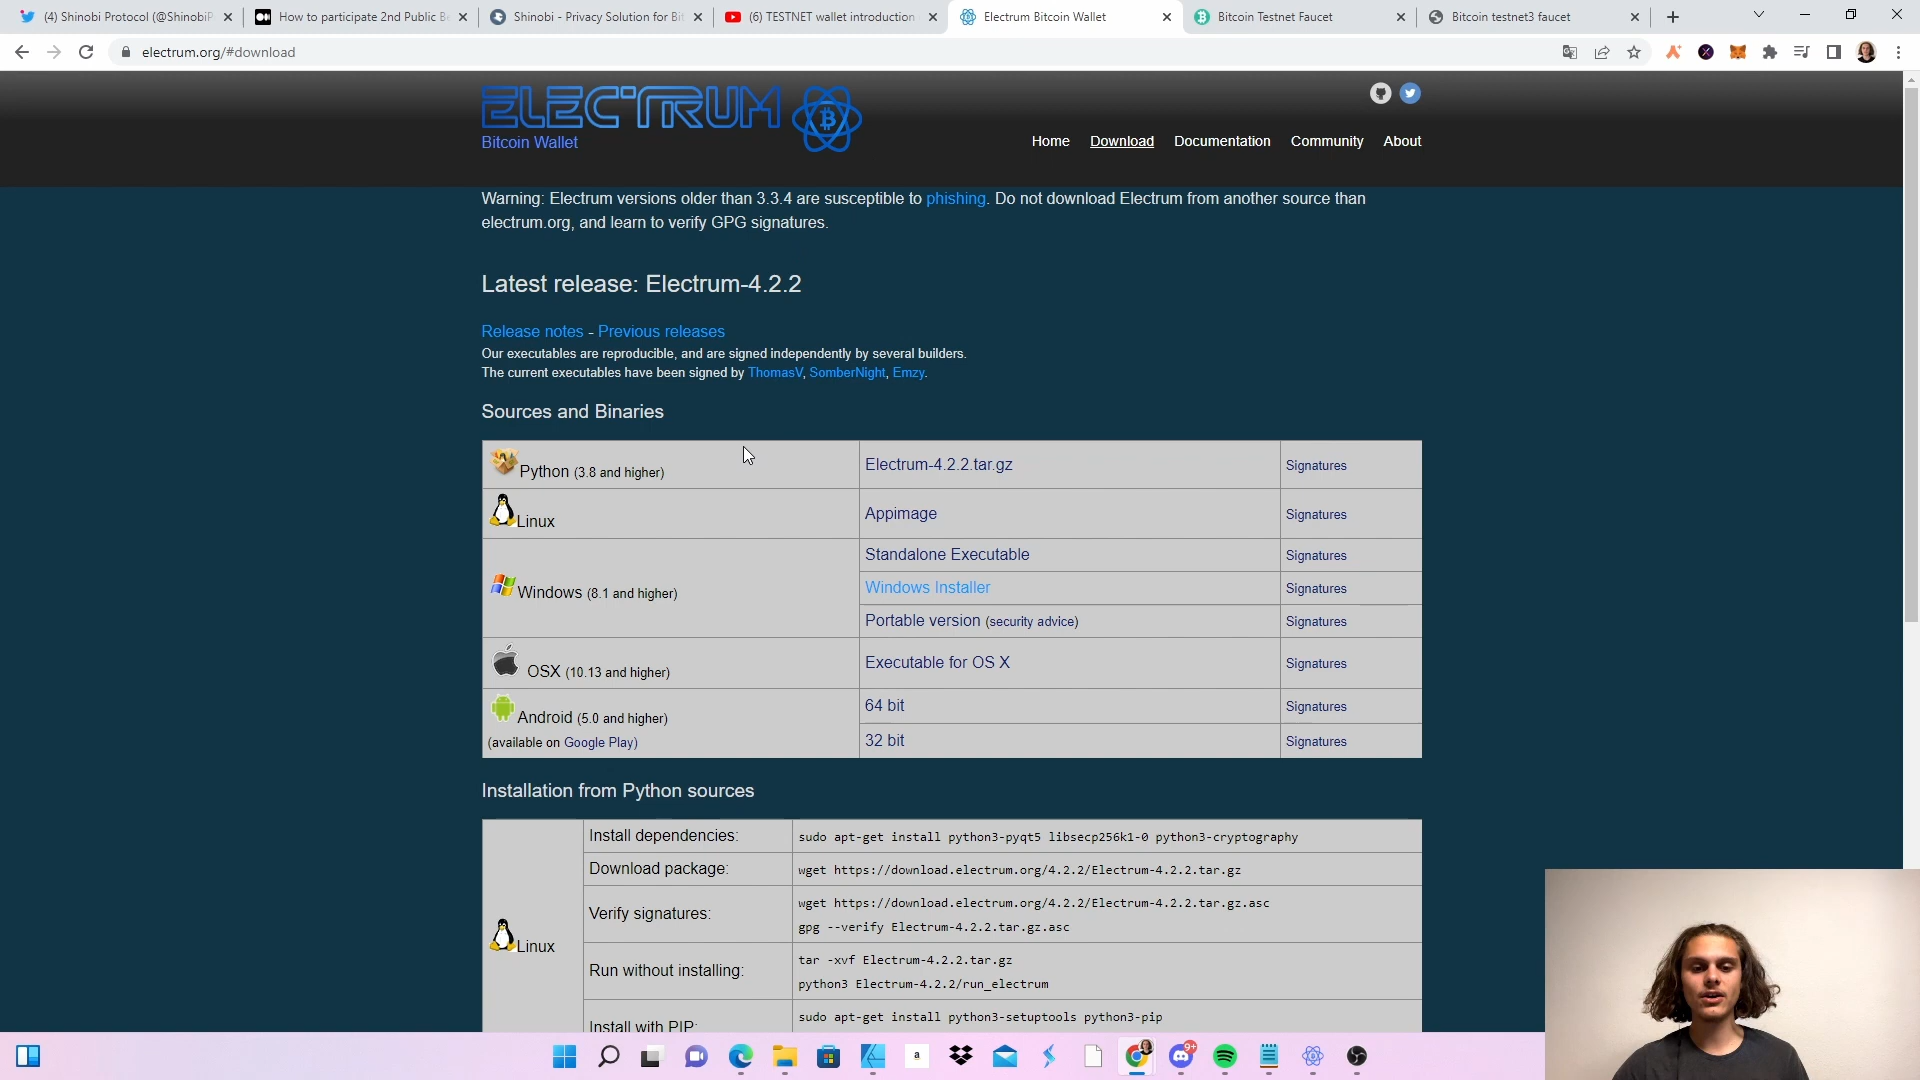 (4) Shinobi Protocol (@ShinobiP
How to participate 2nd Public Be
Shinobi - Privacy Solution for Bit
(6) TESTNET wallet introduction
Electrum Bitcoin Wallet
Bitcoin Testnet Faucet
Bitcoin testnet3 faucet
electrum.org/#download
ELECTRUM
Bitcoin Wallet
Home Download Documentation Community About
Warning: Electrum versions older than 3.3.4 are susceptible to phishing. Do not download Electrum from another source than
electrum.org, and learn to verify GPG signatures.
Latest release: Electrum-4.2.2
Release notes - Previous releases
Our executables are reproducible, and are signed independently by several builders.
The current executables have been signed by ThomasV, SomberNight, Emzy.
Sources and Binaries
Python (3.8 and higher) Electrum-4.2.2.tar.gz Signatures
Linux Appimage Signatures
Standalone Executable Signatures
Windows (8.1 and higher) Windows Installer Signatures
Portable version (security advice) Signatures
OSX (10.13 and higher) Executable for OS X Signatures
Android (5.0 and higher) 64 bit Signatures
(available on Google Play) 32 bit Signatures
Installation from Python sources
Install dependencies: sudo apt-get install python3-pyqt5 libsecp256k1-0 python3-cryptography
Download package: wget https://download.electrum.org/4.2.2/Electrum-4.2.2.tar.gz
Verify signatures: wget https://download.electrum.org/4.2.2/Electrum-4.2.2.tar.gz.asc
gpg --verify Electrum-4.2.2.tar.gz.asc
Linux
Run without installing: tar -xvf Electrum-4.2.2.tar.gz
python3 Electrum-4.2.2/run_electrum
Install with PIP: sudo apt-get install python3-setuptools python3-pip
a
9+